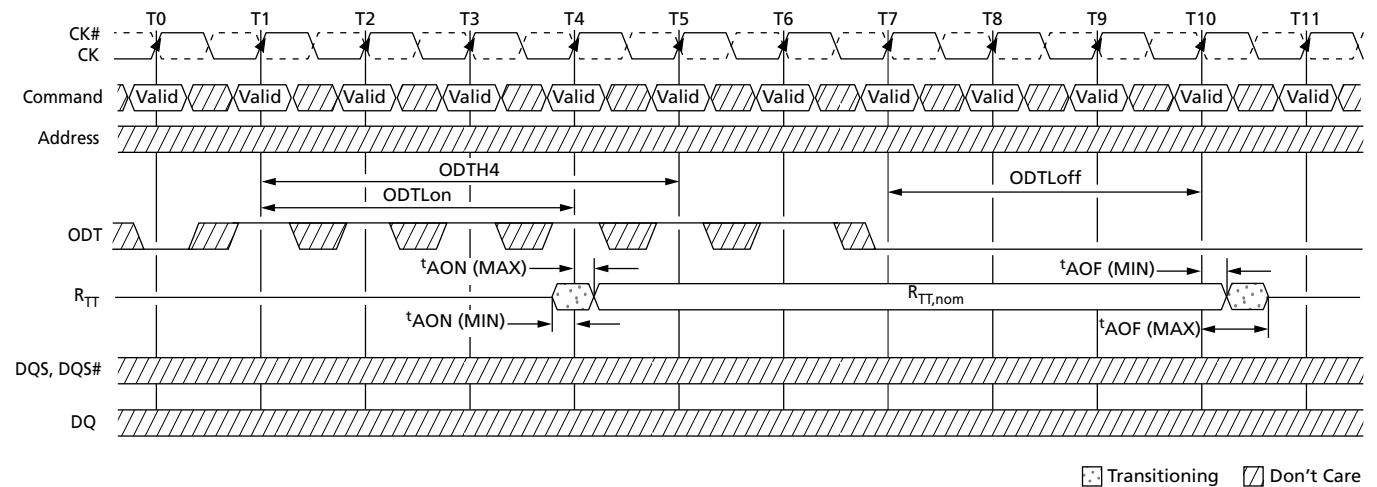 T0 T1 T2 T3 T4 T5 T6 T7 T8 T9 T10 T11
CK#
CK
Command Valid Valid Valid Valid Valid Valid Valid Valid Valid Valid Valid Valid
Address
ODTH4
ODTLoff
ODTLon
ODT
tAON (MAX) tAOF (MIN)
RTT RTT,nom
tAON (MIN) tAOF (MAX)
DQS, DQS#
DQ
Transitioning Don't Care